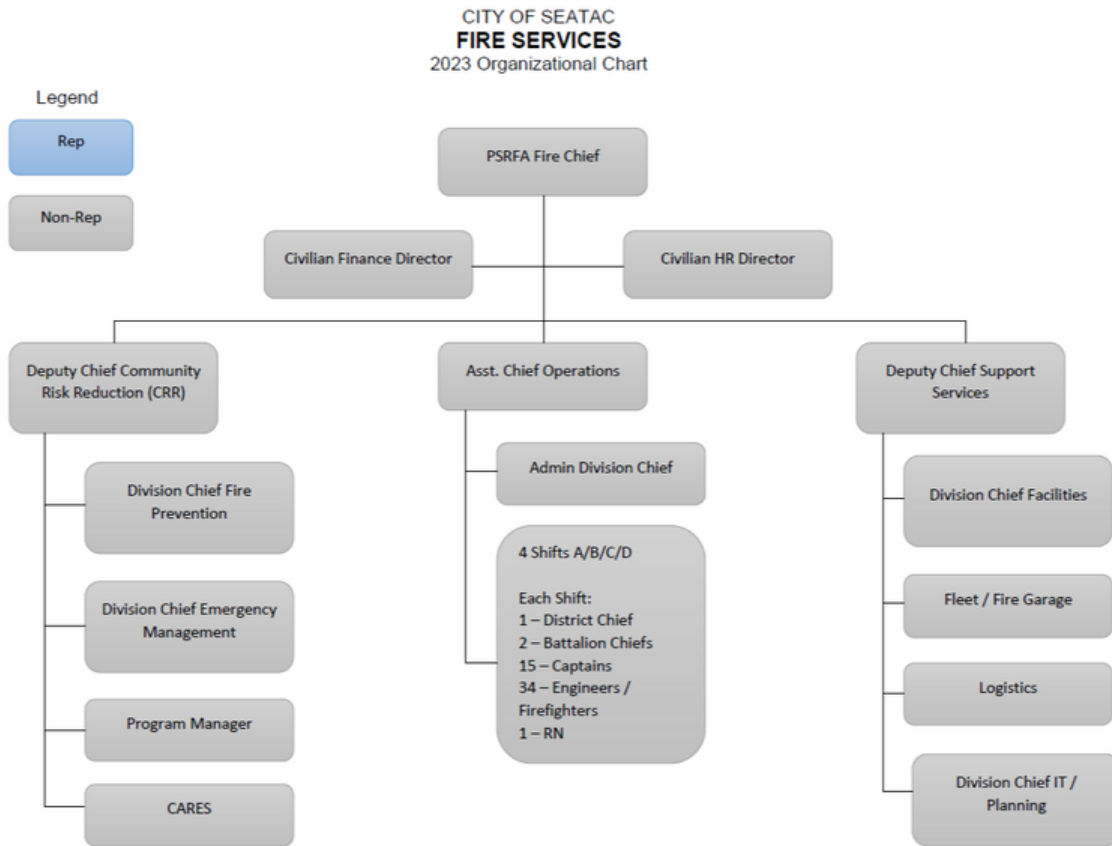 CITY OF SEATAC
FIRE SERVICES
2023 Organizational Chart
Legend
Rep
Non-Rep
PSRFA Fire Chief
Civilian Finance Director
Civilian HR Director
Deputy Chief Community
Risk Reduction (CRR)
Asst. Chief Operations
Deputy Chief Support
Services
Division Chief Fire
Prevention
Division Chief Emergency
Management
Program Manager
CARES
Admin Division Chief
4 Shifts A/B/C/D
Each Shift:
1 – District Chief
2 – Battalion Chiefs
15 – Captains
34 – Engineers /
Firefighters
1 – RN
Division Chief Facilities
Fleet / Fire Garage
Logistics
Division Chief IT /
Planning